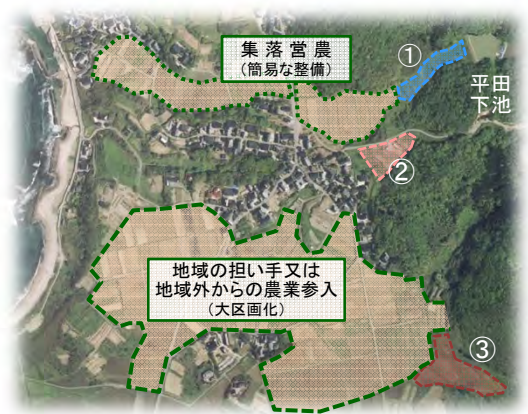 集落営農
(簡易な整備)
①
平田
下池
②
地域の担い手又は
地域外からの農業参入
(大区画化)
③